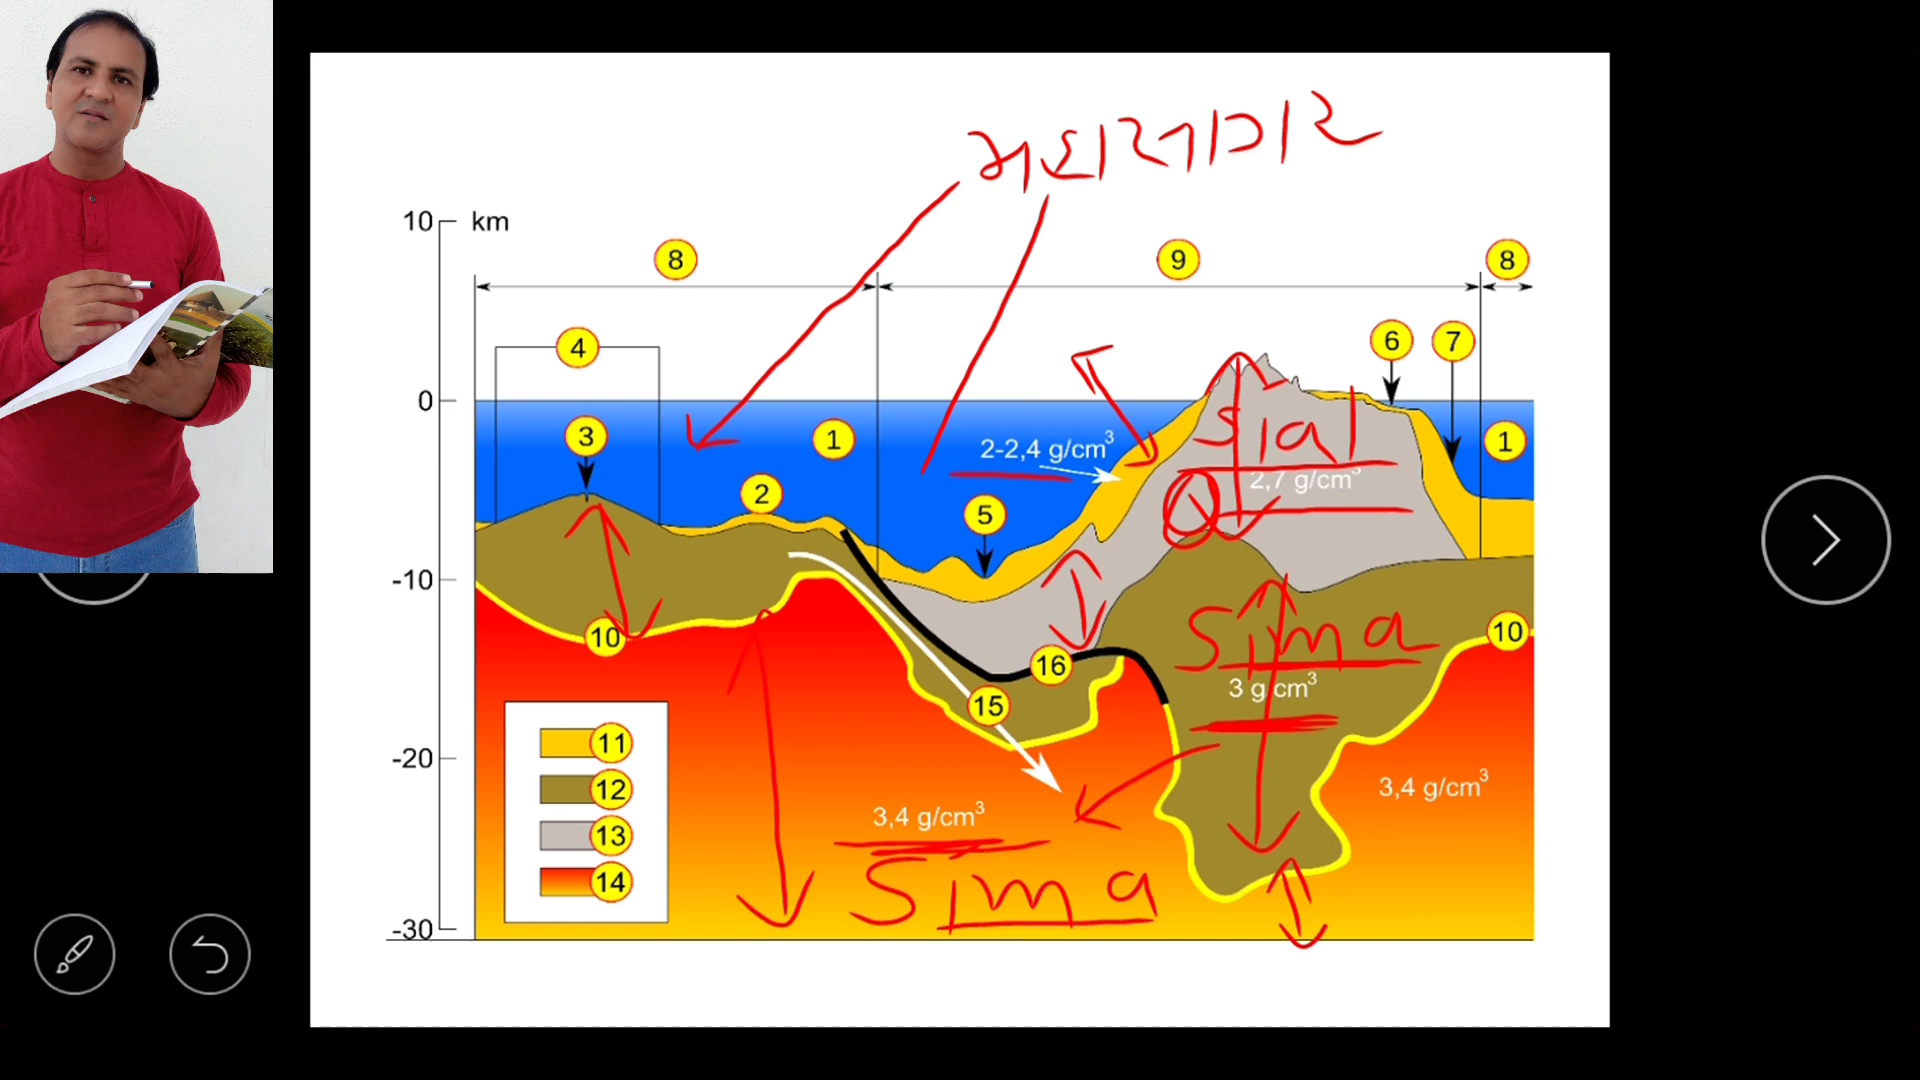 મહાસાગર
10 km
8 9 8
4 6 7
0
3 1 Sial 1
2-2,4 g/cm³ 2,7 g/cm³
2 5
-10
10 Sima 10
16 3 g/cm³
15
11
-20
12 3,4 g/cm³
3,4 g/cm³
13
14 Sima
-30